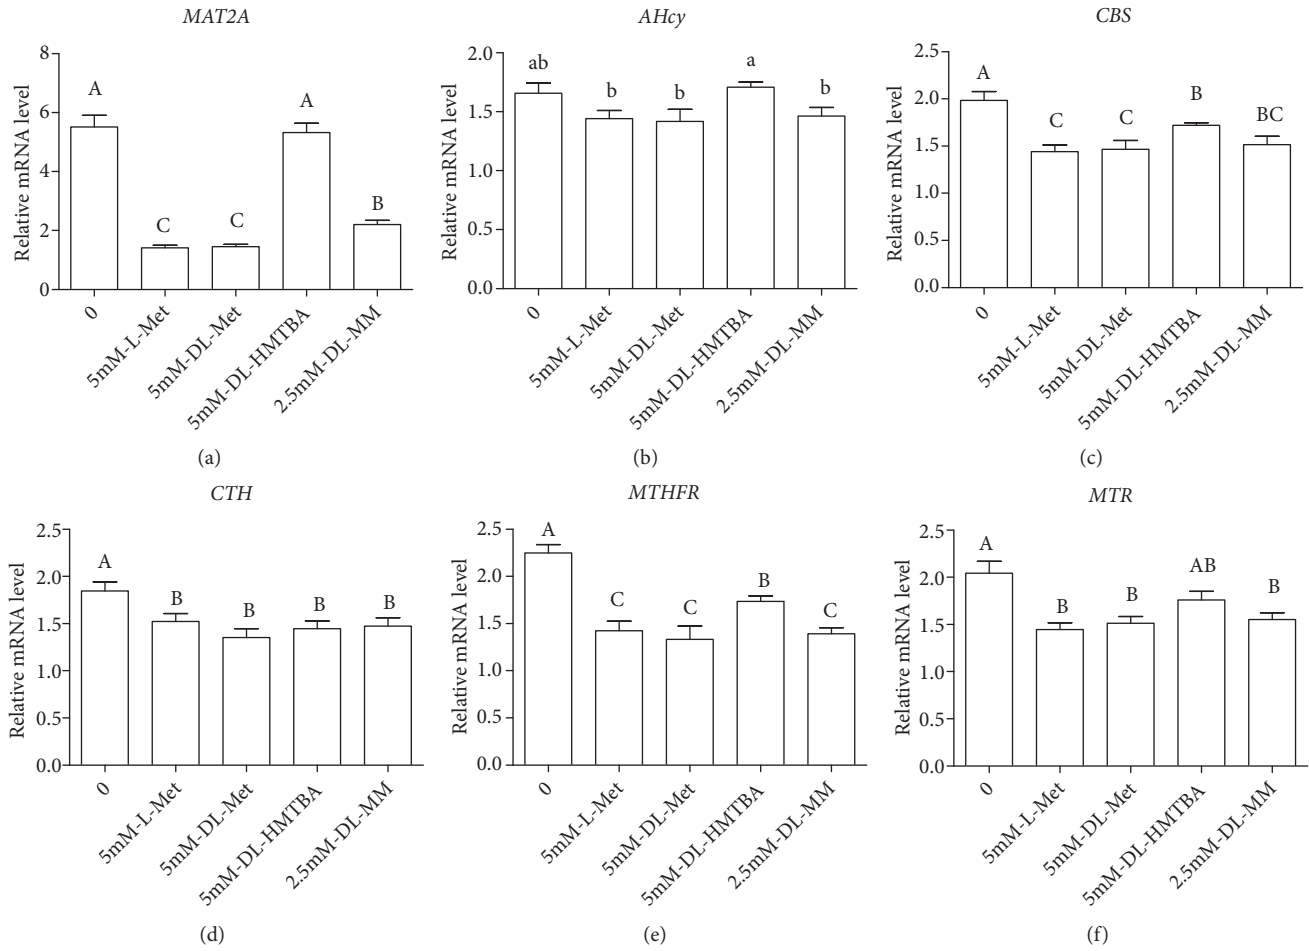 MAT2A
Relative mRNA level
8
6
4
2
0
A
C
C
A
B
0
5mM-L-Met
5mM-DL-Met
5mM-DL-HMTBA
2.5mM-DL-MM
(a)
AHcy
Relative mRNA level
2.0
1.5
1.0
0.5
0.0
ab
b
b
a
b
0
5mM-L-Met
5mM-DL-Met
5mM-DL-HMTBA
2.5mM-DL-MM
(b)
CBS
Relative mRNA level
2.5
2.0
1.5
1.0
0.5
0.0
A
C
C
B
BC
0
5mM-L-Met
5mM-DL-Met
5mM-DL-HMTBA
2.5mM-DL-MM
(c)
CTH
Relative mRNA level
2.5
2.0
1.5
1.0
0.5
0.0
A
B
B
B
B
0
5mM-L-Met
5mM-DL-Met
5mM-DL-HMTBA
2.5mM-DL-MM
(d)
MTHFR
Relative mRNA level
2.5
2.0
1.5
1.0
0.5
0.0
A
C
C
B
C
0
5mM-L-Met
5mM-DL-Met
5mM-DL-HMTBA
2.5mM-DL-MM
(e)
MTR
Relative mRNA level
2.5
2.0
1.5
1.0
0.5
0.0
A
B
B
AB
B
0
5mM-L-Met
5mM-DL-Met
5mM-DL-HMTBA
2.5mM-DL-MM
(f)